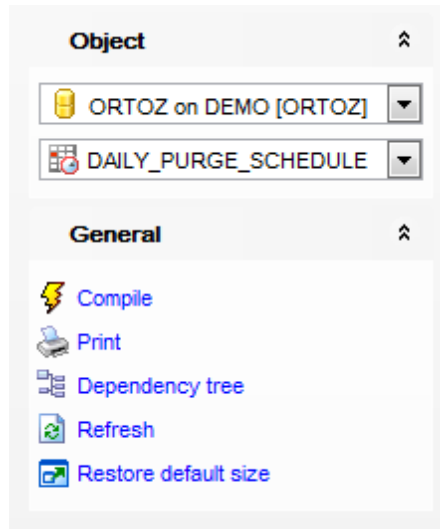 Object
ORTOZ on DEMO [ORTOZ]
DAILY_PURGE_SCHEDULE
General
Compile
Print
Dependency tree
Refresh
Restore default size